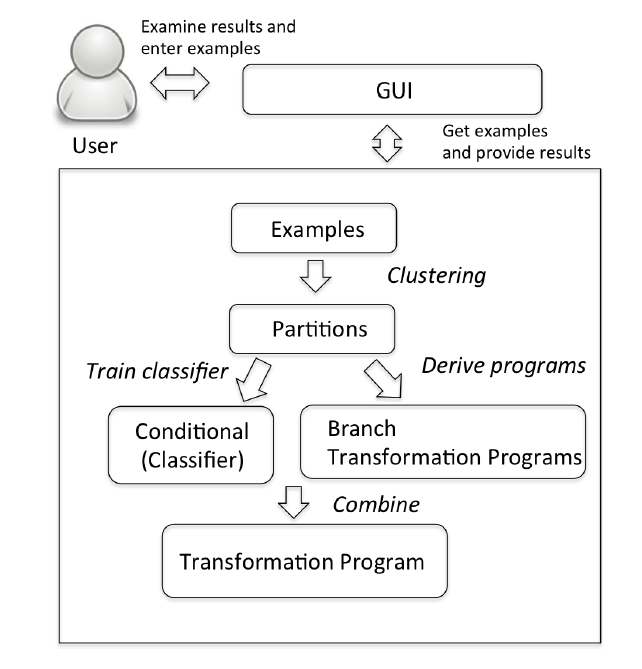 Examine results and
enter examples
GUI
User
Get examples
and provide results
Examples
Clustering
Partitions
Train classifier
Derive programs
Conditional
(Classifier)
Branch
Transformation Programs
Combine
Transformation Program